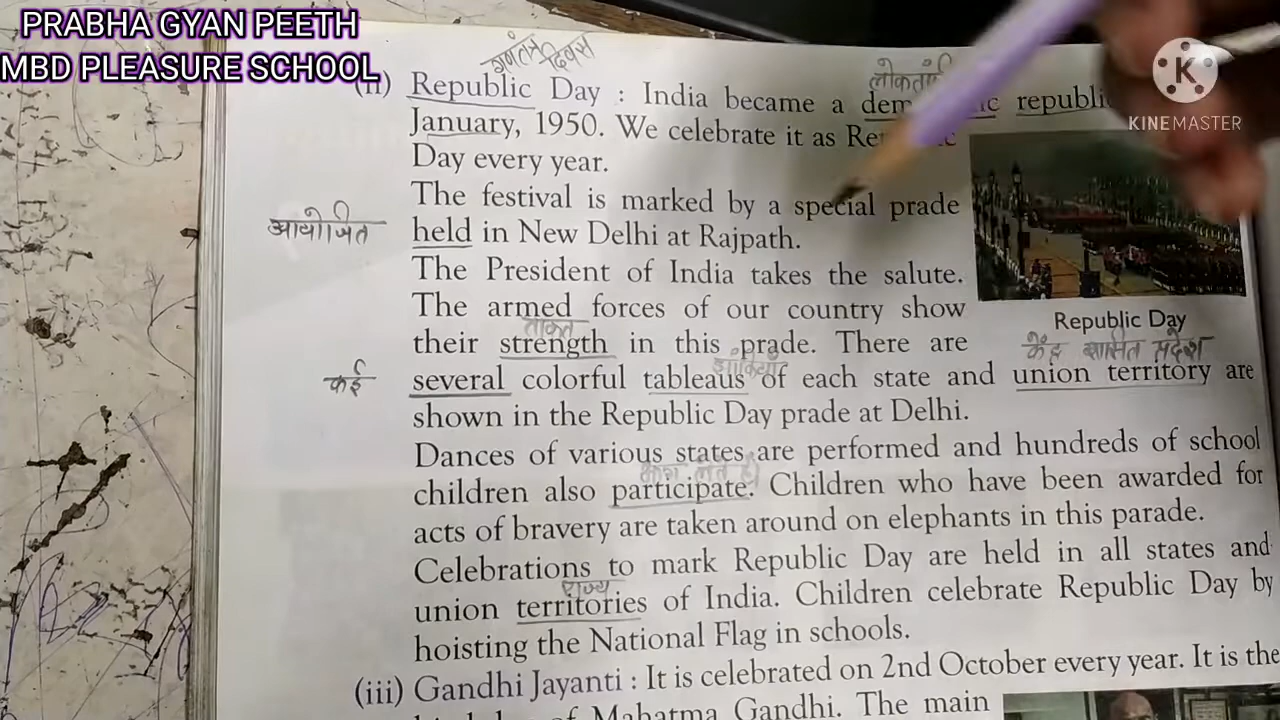 PRABHA GYAN PEETH
MBD PLEASURE SCHOOL
गणतंत्र दिवस
(ii) Republic Day : India became a republic
January, 1950. We celebrate it as
Day every year.
The festival is marked by a special prade
आयोजित
held in New Delhi at Rajpath.
The President of India takes the salute.
The armed forces of our country show
ताकत
their strength in this prade. There are
Republic Day
केंद्र शासित प्रदेश
झांकियाँ
कई
several colorful tableaus of each state and union territory are
shown in the Republic Day prade at Delhi.
Dances of various states are performed and hundreds of school
भाग लेते है
children also participate. Children who have been awarded for
acts of bravery are taken around on elephants in this parade.
Celebrations to mark Republic Day are held in all states and
राज्य
union territories of India. Children celebrate Republic Day by
hoisting the National Flag in schools.
(iii) Gandhi Jayanti : It is celebrated on 2nd October every year. It is the
of Mahatma Gandhi. The main
K
KINEMASTER